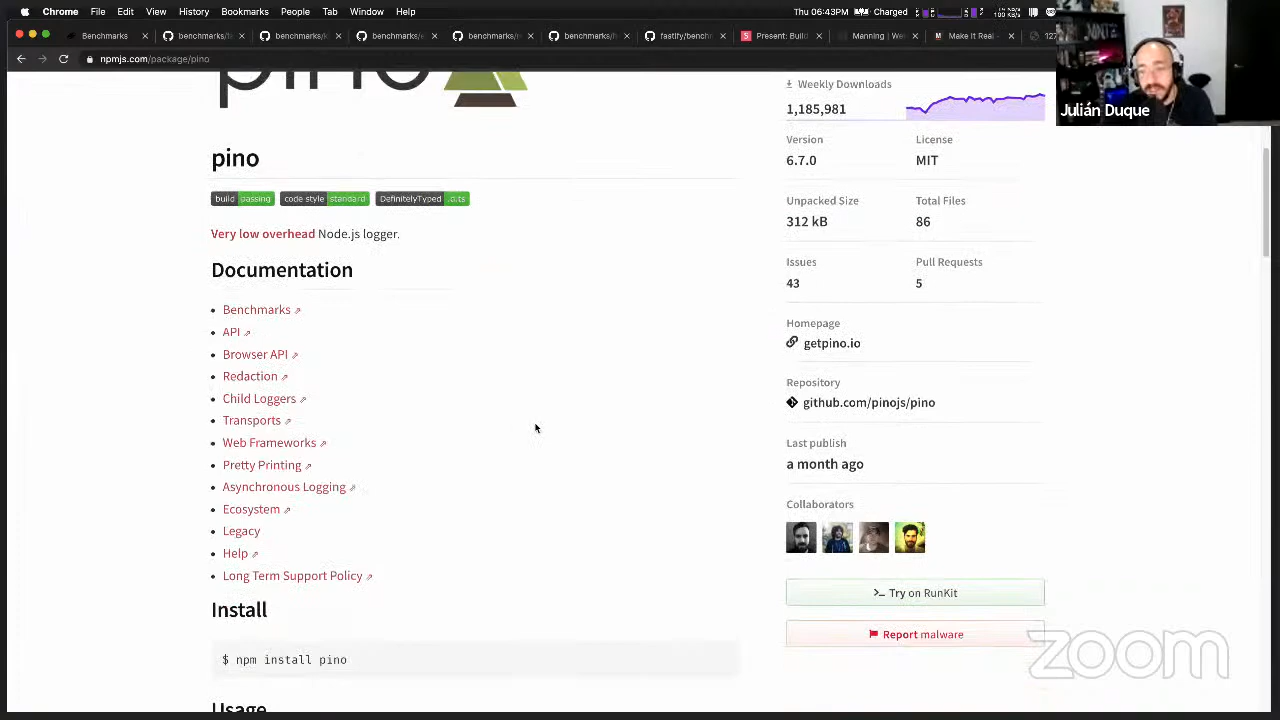 Chrome File Edit View History Bookmarks People Tab Window Help
Thu 06:43PM Charged
Benchmarks
npmjs.com/package/pino
Julián Duque
pino
pino
build passing code style standard DefinitelyTyped .d.ts
Very low overhead Node.js logger.
Documentation
Benchmarks
API
Browser API
Redaction
Child Loggers
Transports
Web Frameworks
Pretty Printing
Asynchronous Logging
Ecosystem
Legacy
Help
Long Term Support Policy
Install
$ npm install pino
Usage
Weekly Downloads
1,185,981
Version License
6.7.0 MIT
Unpacked Size Total Files
312 kB 86
Issues Pull Requests
43 5
Homepage
getpino.io
Repository
github.com/pinojs/pino
Last publish
a month ago
Collaborators
Try on RunKit
Report malware
zoom